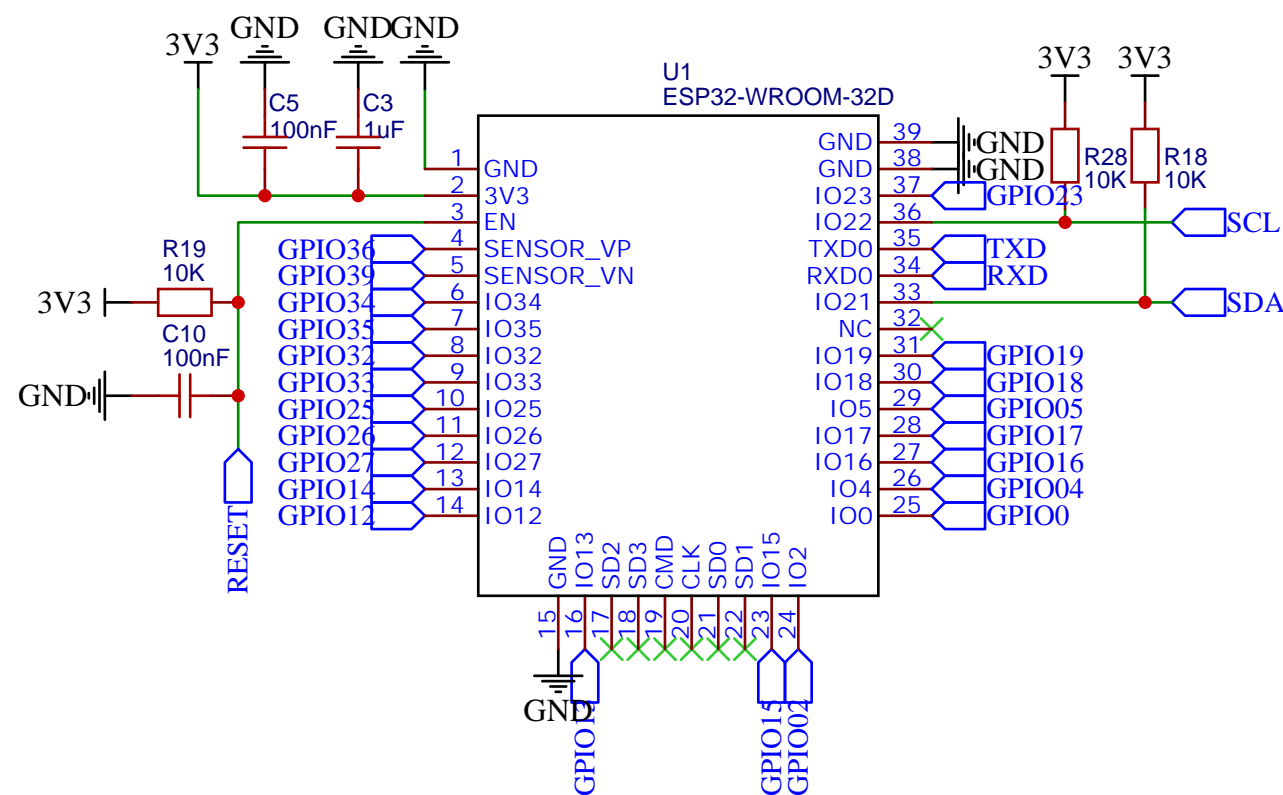 GND
GND
GND
3V3
C5
100nF
C3
1uF
U1
ESP32-WROOM-32D
3V3
3V3
R28
10K
R18
10K
1 GND
2 3V3
3 EN
GPIO36 4 SENSOR_VP
GPIO39 5 SENSOR_VN
GPIO34 6 IO34
GPIO35 7 IO35
GPIO32 8 IO32
GPIO33 9 IO33
GPIO25 10 IO25
GPIO26 11 IO26
GPIO27 12 IO27
GPIO14 13 IO14
GPIO12 14 IO12
R19
10K
3V3
C10
100nF
GND
RESET
GND 39 GND
GND 38 GND
IO23 37 GPIO23
IO22 36 SCL
TXD0 35 TXD
RXD0 34 RXD
IO21 33 SDA
NC 32
IO19 31 GPIO19
IO18 30 GPIO18
IO5 29 GPIO05
IO17 28 GPIO17
IO16 27 GPIO16
IO4 26 GPIO04
IO0 25 GPIO0
GND 15 GND
IO13 16 GPIO13
SD2 17
SD3 18
CMD 19
CLK 20
SD0 21
SD1 22
IO15 23 GPIO15
IO2 24 GPIO02